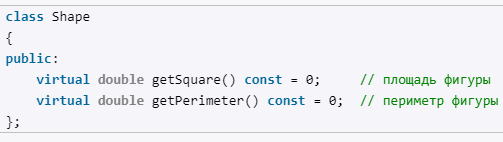 class Shape
{
public:
    virtual double getSquare() const = 0;     // площадь фигуры
    virtual double getPerimeter() const = 0;  // периметр фигуры
};